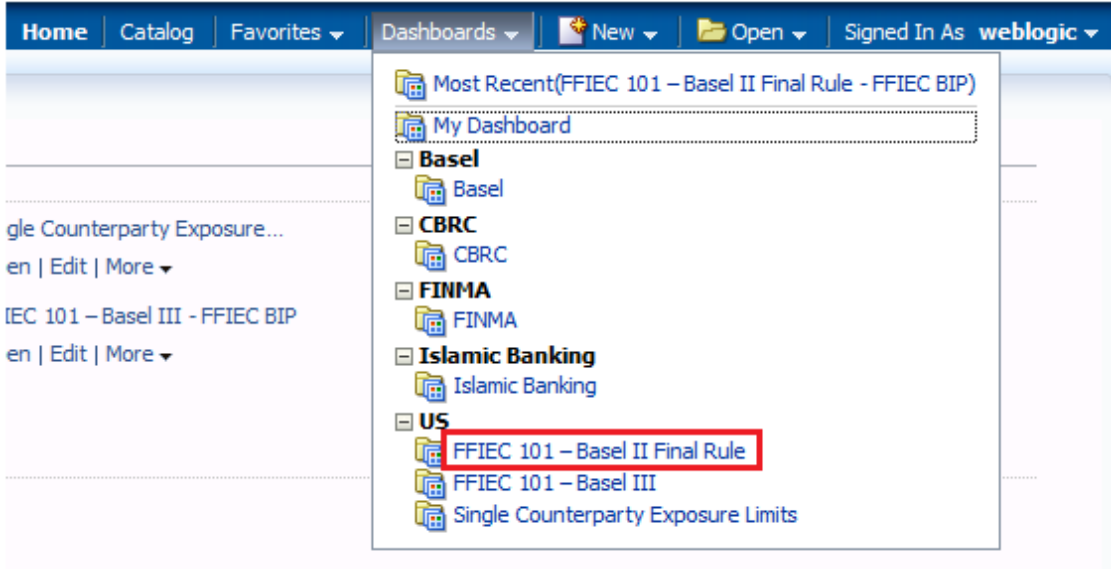 Home Catalog Favorites Dashboards New Open Signed In As weblogic
Most Recent(FFIEC 101 – Basel II Final Rule - FFIEC BIP)
My Dashboard
Basel
Basel
CBRC
CBRC
FINMA
FINMA
Islamic Banking
Islamic Banking
US
FFIEC 101 – Basel II Final Rule
FFIEC 101 – Basel III
Single Counterparty Exposure Limits
gle Counterparty Exposure...
en | Edit | More
IEC 101 – Basel III - FFIEC BIP
en | Edit | More